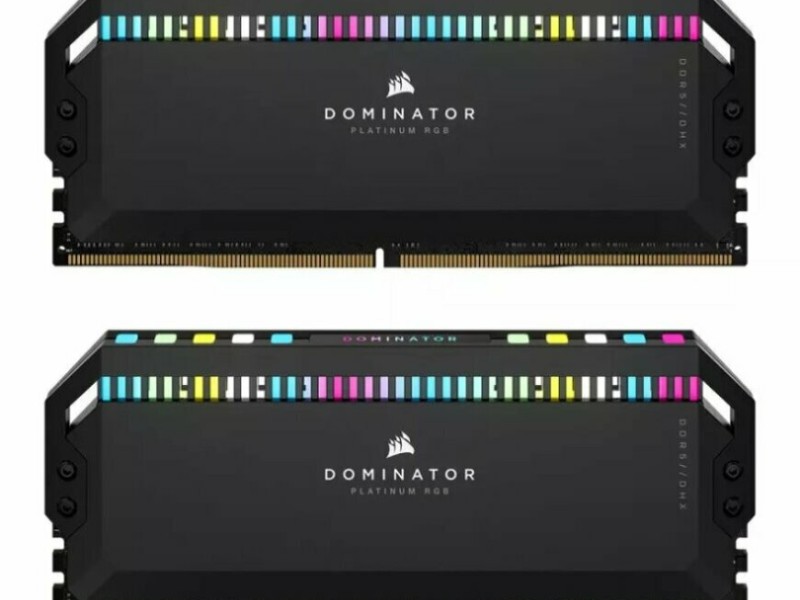 DOMINATOR
PLATINUM RGB
DDR5//DHX
DOMINATOR
DOMINATOR
PLATINUM RGB
DDR5//DHX